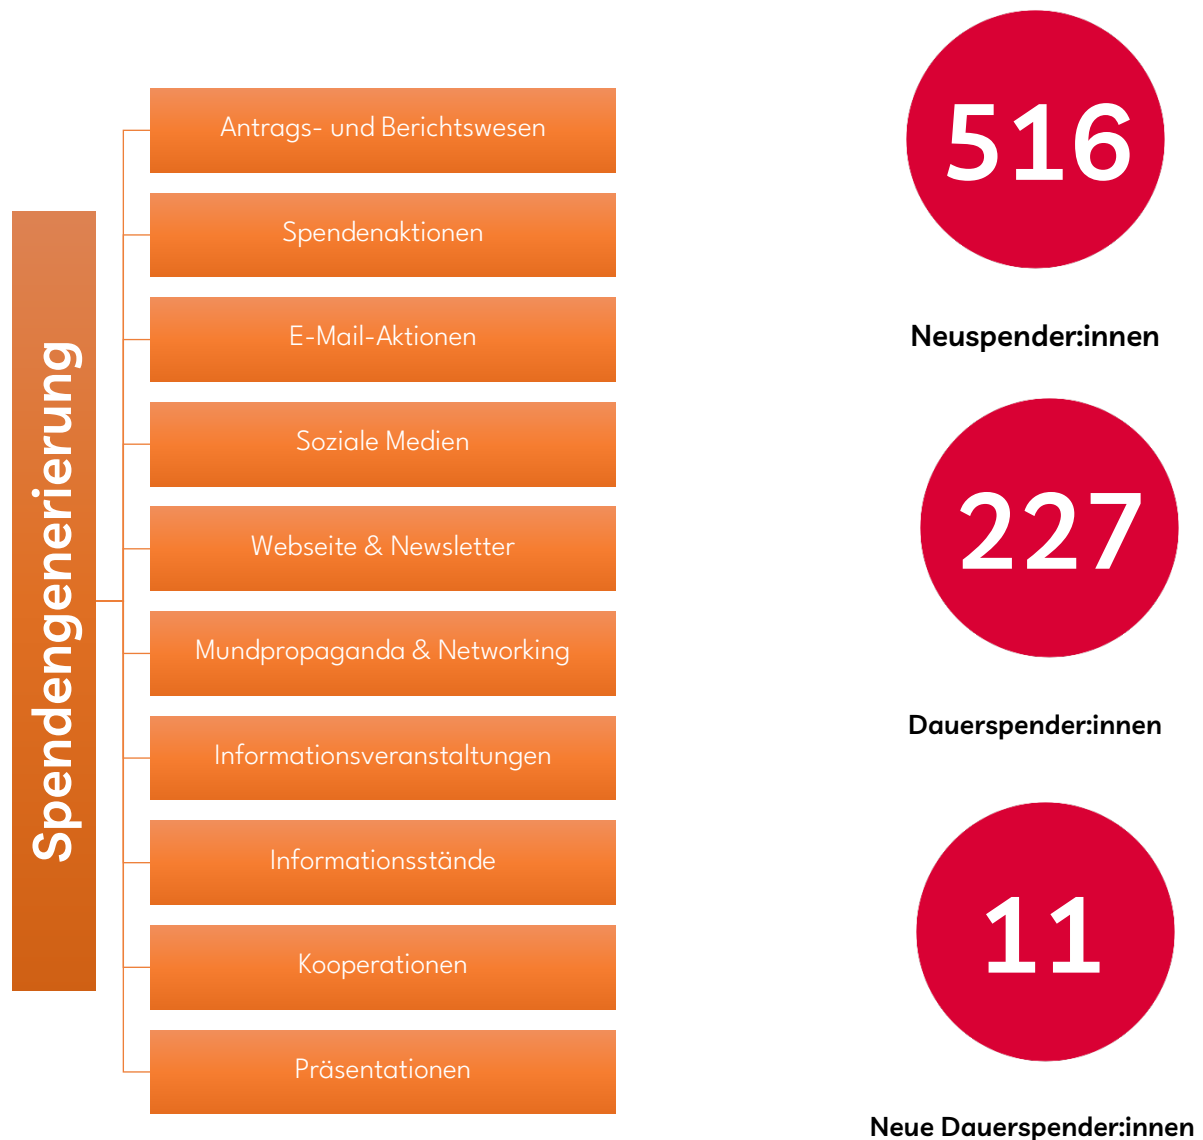 Spendengenerierung
Antrags- und Berichtswesen
Spendenaktionen
E-Mail-Aktionen
Soziale Medien
Webseite & Newsletter
Mundpropaganda & Networking
Informationsveranstaltungen
Informationsstände
Kooperationen
Präsentationen
516
Neuspender:innen
227
Dauerspender:innen
11
Neue Dauerspender:innen